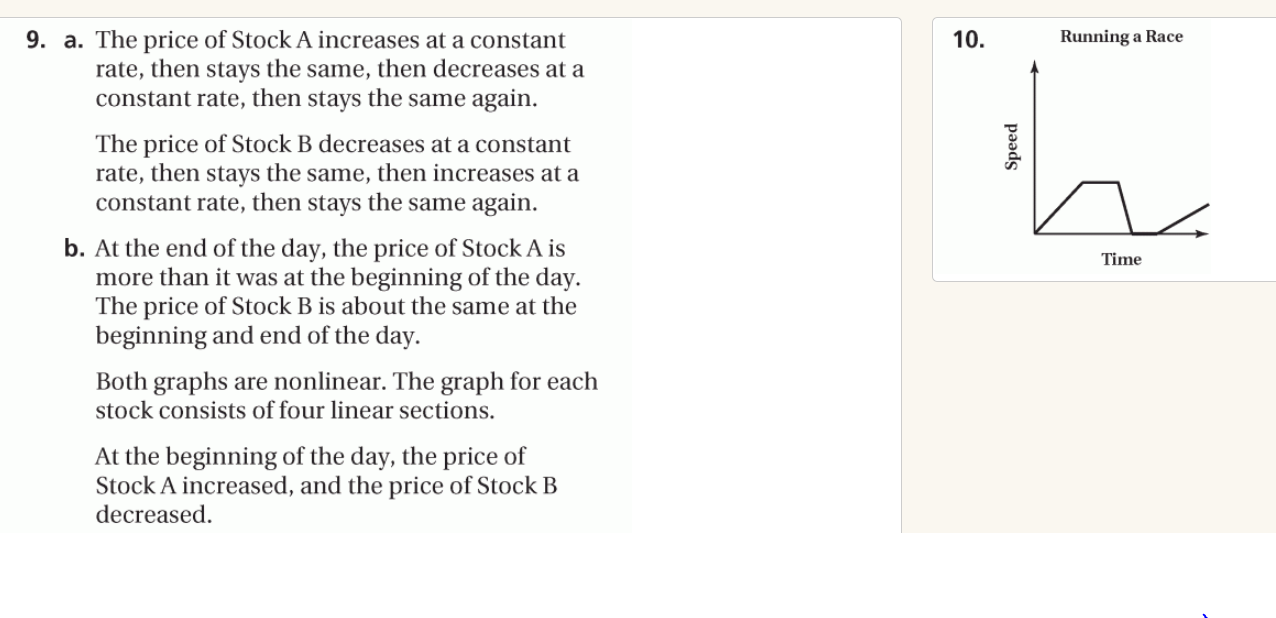 9. a. The price of Stock A increases at a constant
rate, then stays the same, then decreases at a
constant rate, then stays the same again.
The price of Stock B decreases at a constant
rate, then stays the same, then increases at a
constant rate, then stays the same again.
b. At the end of the day, the price of Stock A is
more than it was at the beginning of the day.
The price of Stock B is about the same at the
beginning and end of the day.
Both graphs are nonlinear. The graph for each
stock consists of four linear sections.
At the beginning of the day, the price of
Stock A increased, and the price of Stock B
decreased.
10. Running a Race
Speed
Time